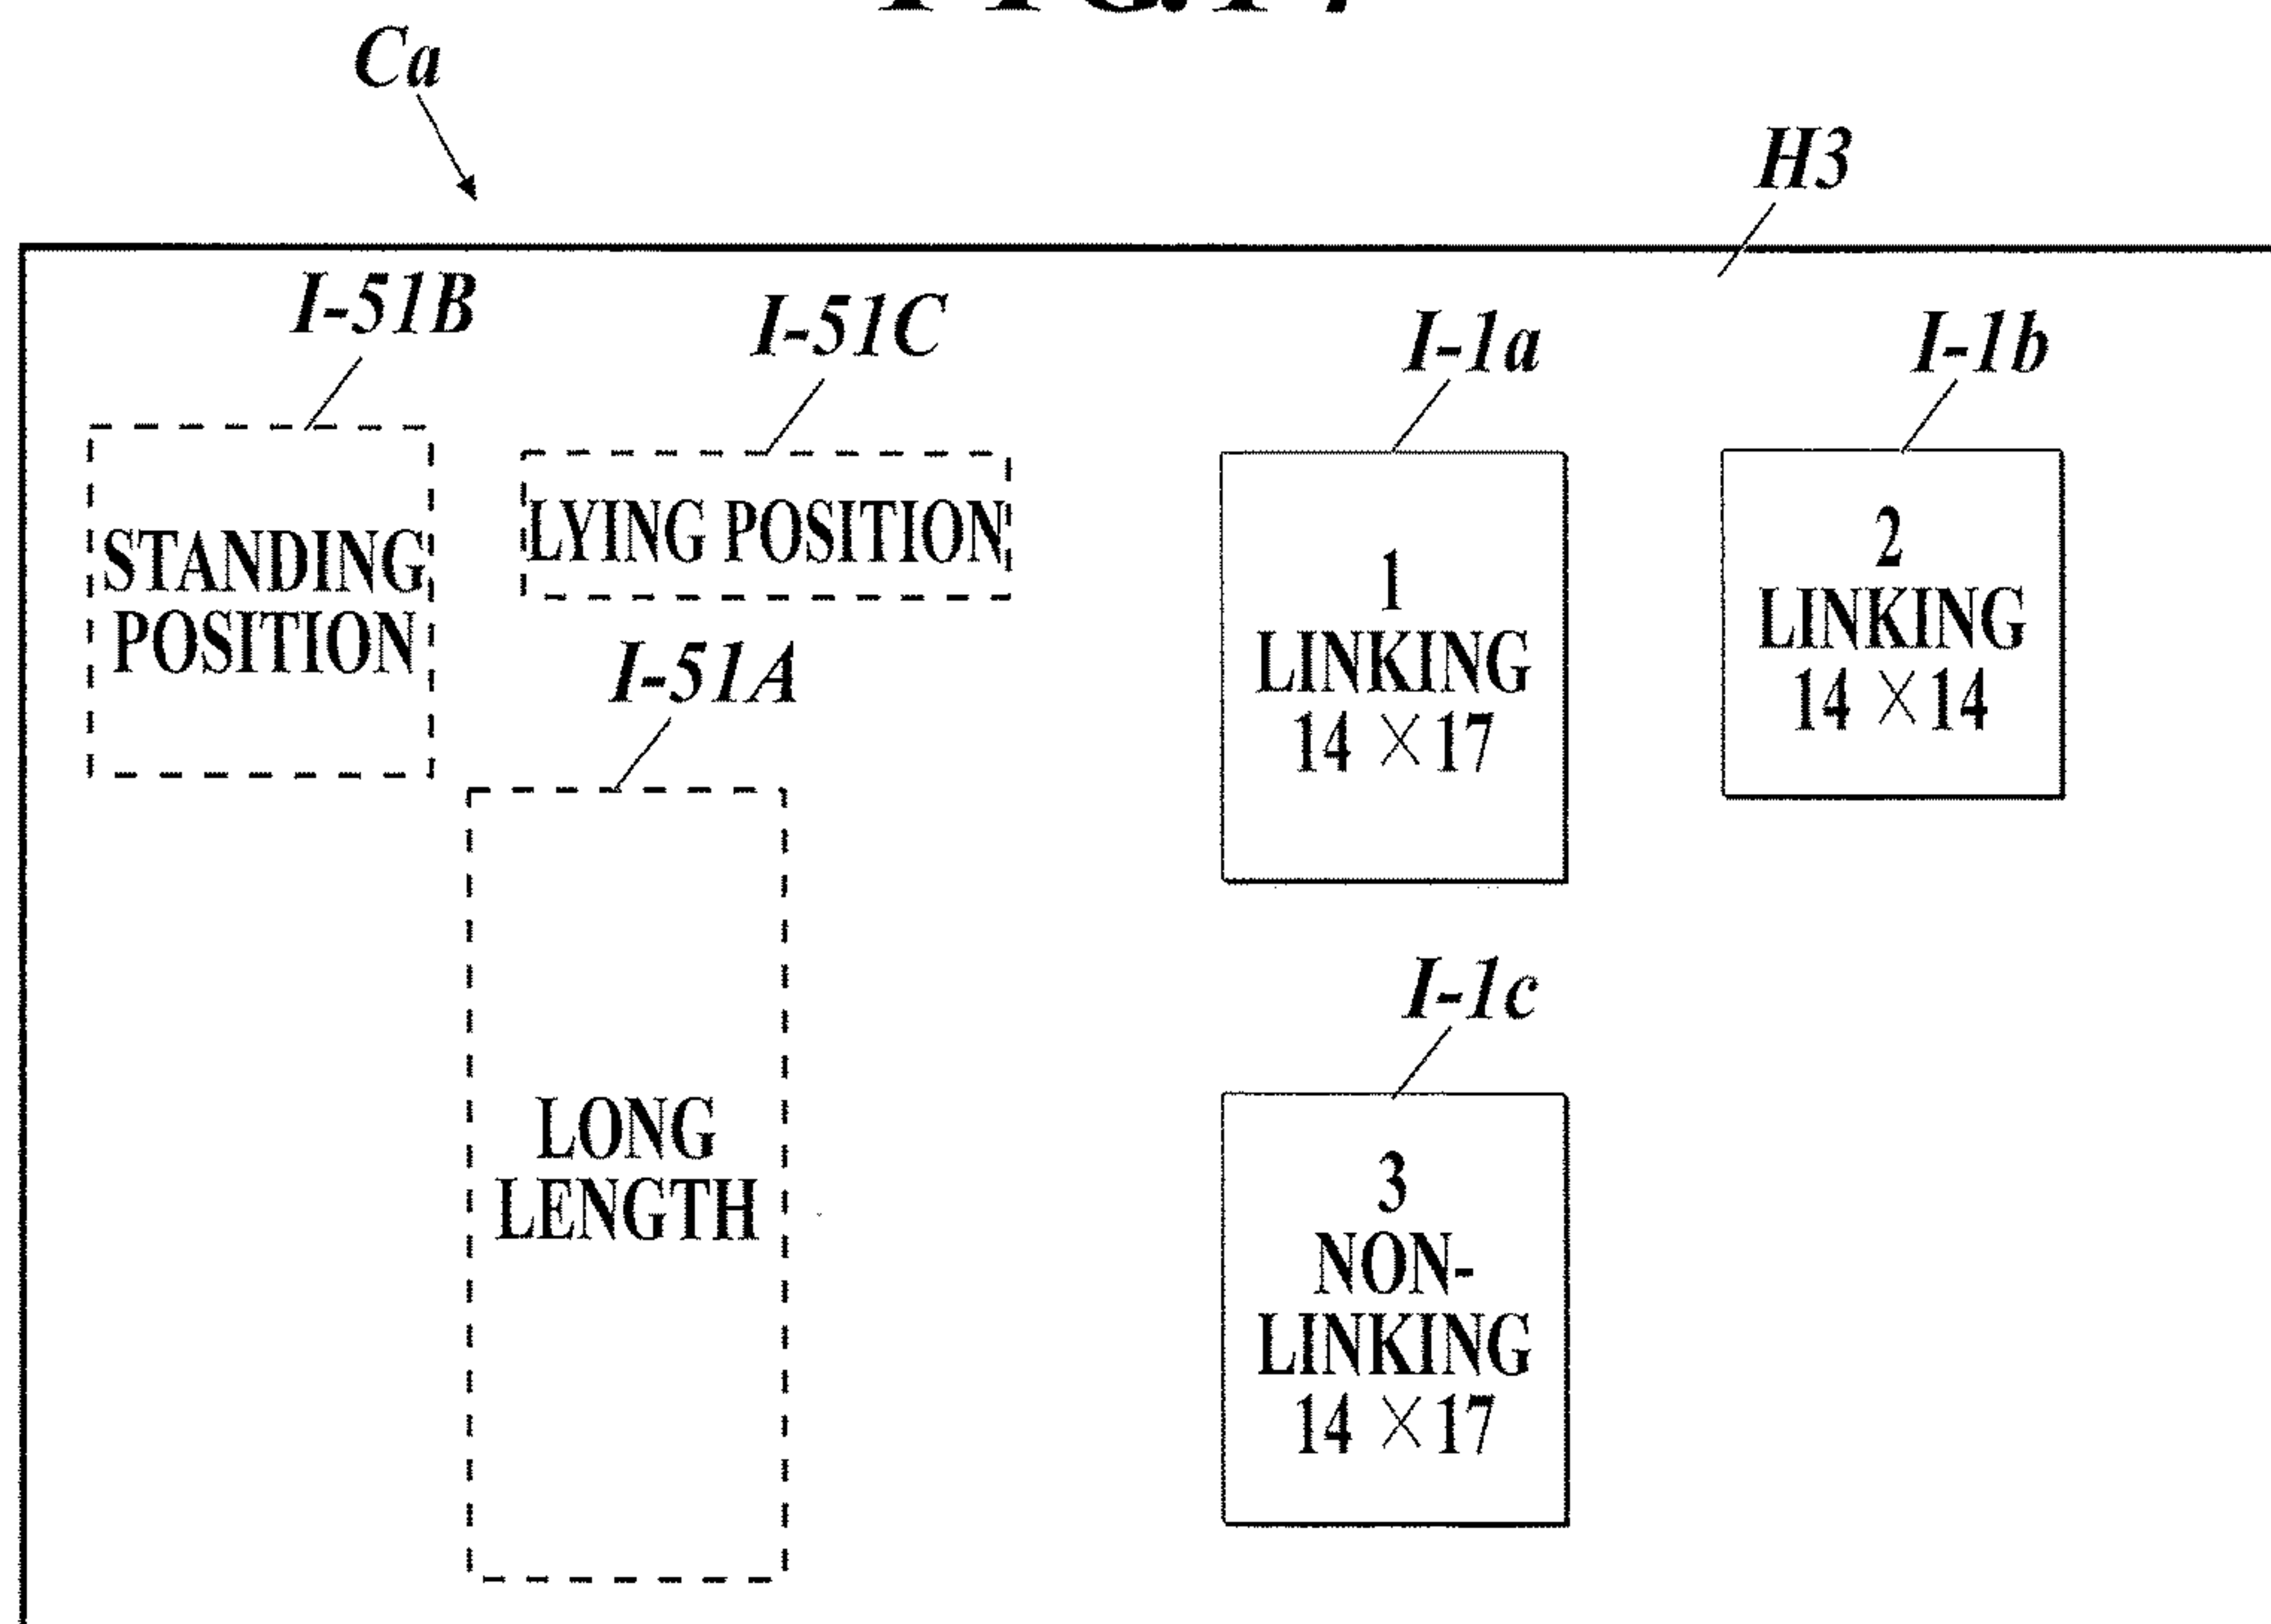 Ca
H3
I-51B
I-51C
I-1a
I-1b
STANDING
POSITION
LYING POSITION
1
LINKING
14 ×17
2
LINKING
14 ×14
I-51A
LONG
LENGTH
I-1c
3
NON-
LINKING
14 ×17